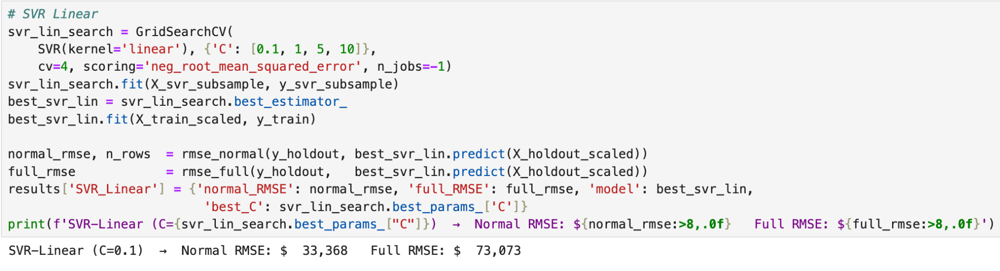 # SVR Linear
svr_lin_search = GridSearchCV(
    SVR(kernel='linear'), {'C': [0.1, 1, 5, 10]},
    cv=4, scoring='neg_root_mean_squared_error', n_jobs=-1)
svr_lin_search.fit(X_svr_subsample, y_svr_subsample)
best_svr_lin = svr_lin_search.best_estimator_
best_svr_lin.fit(X_train_scaled, y_train)

normal_rmse, n_rows  = rmse_normal(y_holdout, best_svr_lin.predict(X_holdout_scaled))
full_rmse            = rmse_full(y_holdout,   best_svr_lin.predict(X_holdout_scaled))
results['SVR_Linear'] = {'normal_RMSE': normal_rmse, 'full_RMSE': full_rmse, 'model': best_svr_lin,
                          'best_C': svr_lin_search.best_params_['C']}
print(f'SVR-Linear (C={svr_lin_search.best_params_["C"]})  →  Normal RMSE: ${normal_rmse:>8,.0f}   Full RMSE: ${full_rmse:>8,.0f}')
SVR-Linear (C=0.1)  →  Normal RMSE: $  33,368   Full RMSE: $  73,073